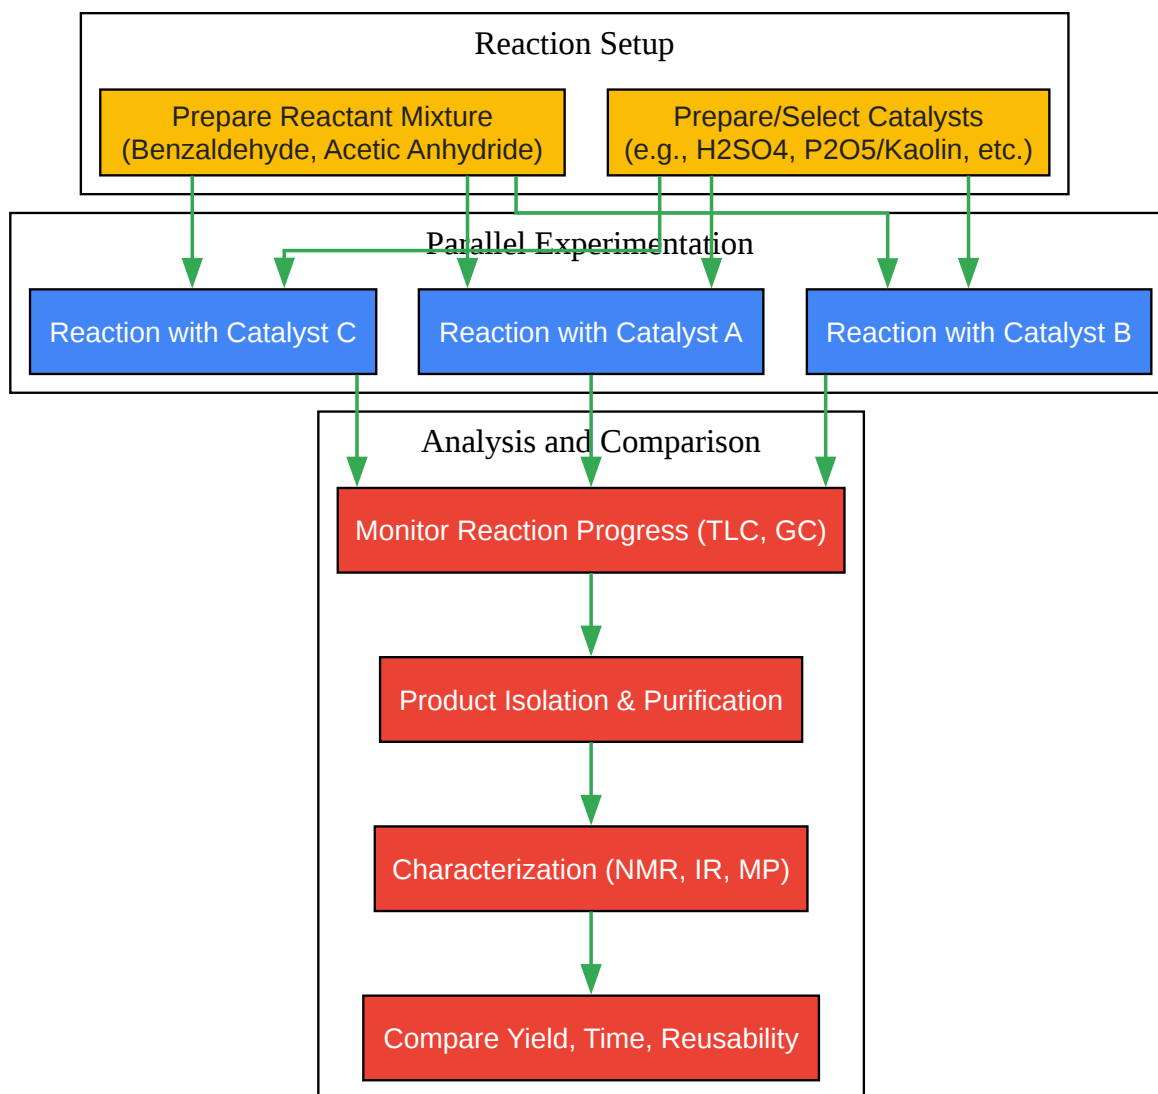 Reaction Setup
Prepare Reactant Mixture
(Benzaldehyde, Acetic Anhydride)
Prepare/Select Catalysts
(e.g., H2SO4, P2O5/Kaolin, etc.)
Parallel Experimentation
Reaction with Catalyst C
Reaction with Catalyst A
Reaction with Catalyst B
Analysis and Comparison
Monitor Reaction Progress (TLC, GC)
Product Isolation & Purification
Characterization (NMR, IR, MP)
Compare Yield, Time, Reusability